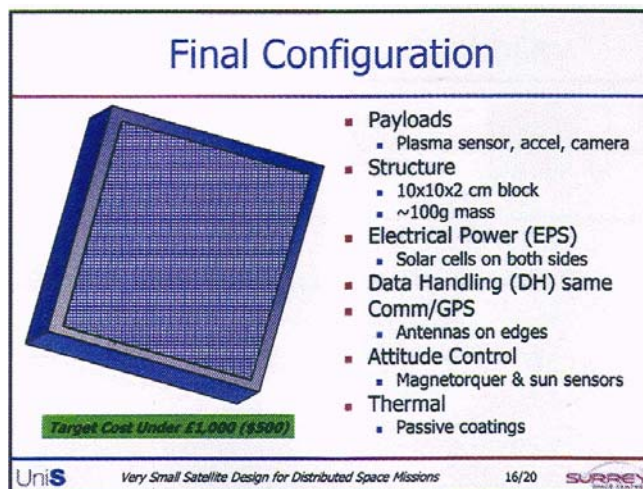 Final Configuration
Payloads
Plasma sensor, accel, camera
Structure
10x10x2 cm block
~100g mass
Electrical Power (EPS)
Solar cells on both sides
Data Handling (DH) same
Comm/GPS
Antennas on edges
Attitude Control
Magnetorquer & sun sensors
Thermal
Passive coatings
Target Cost Under £1,000 ($500)
UniS
Very Small Satellite Design for Distributed Space Missions
16/20
SURREY
SPACE CENTRE